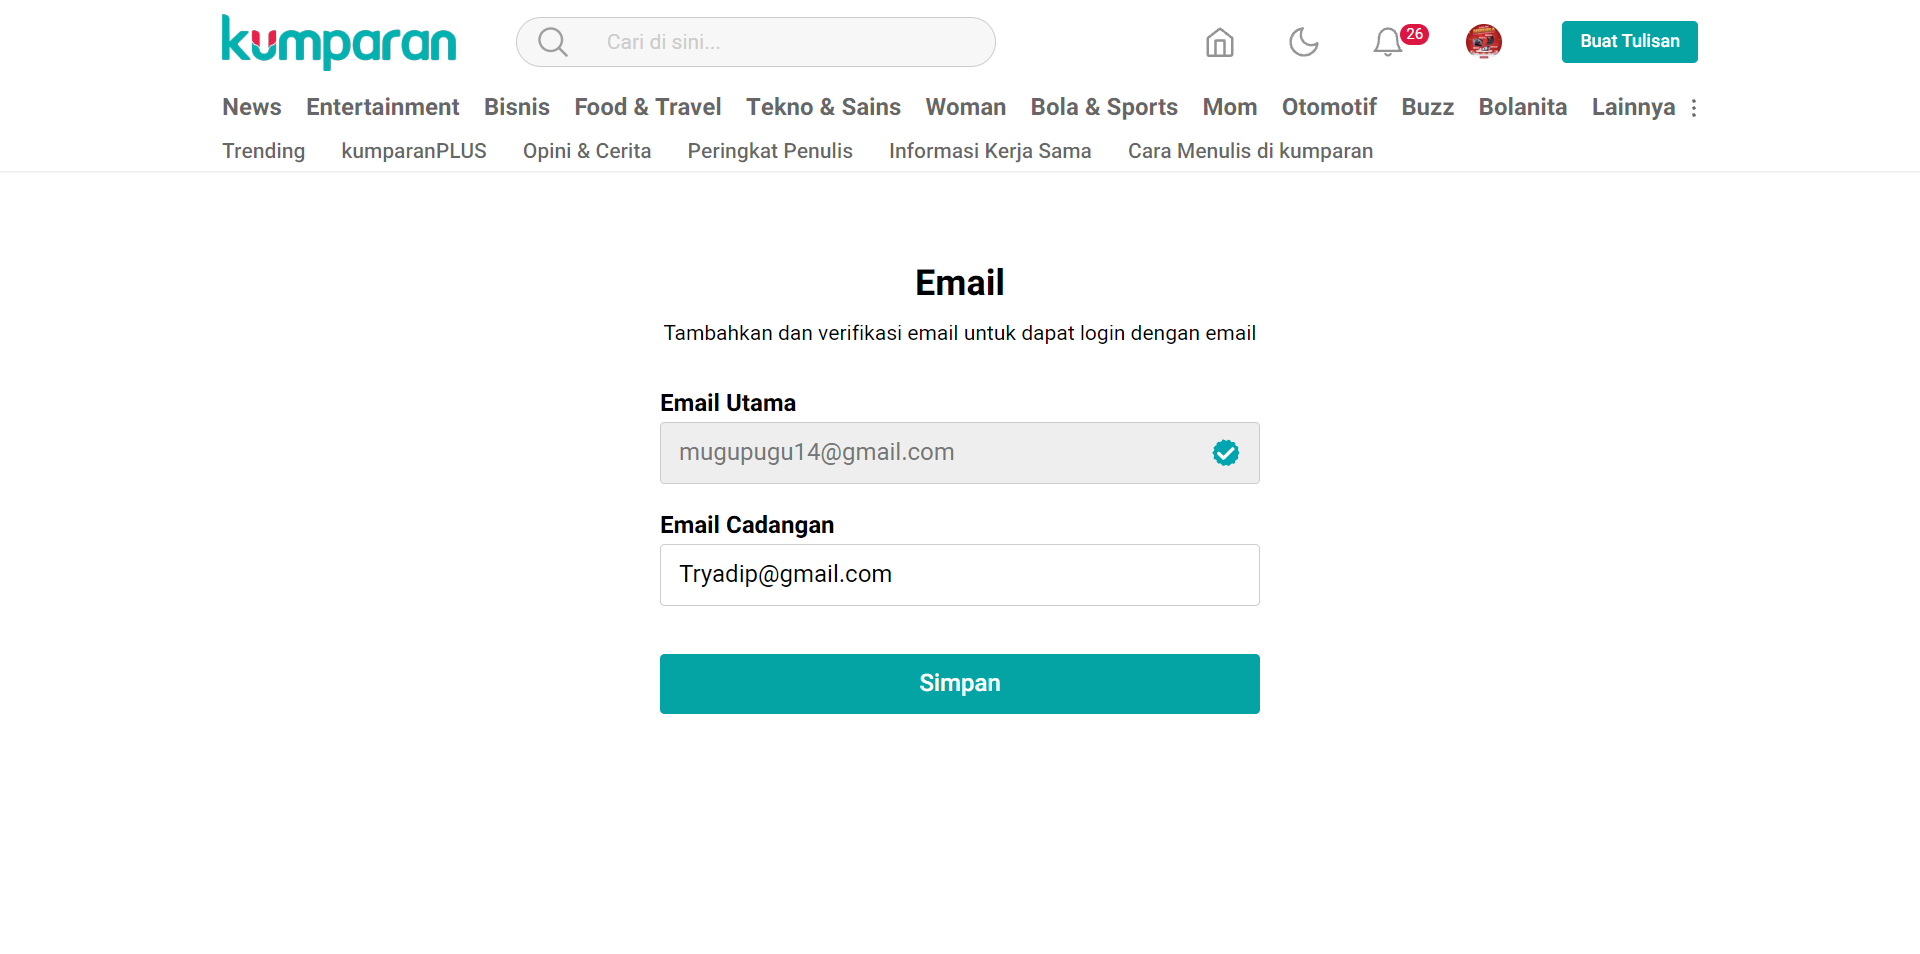 kumparan
Cari di sini...
26
Buat Tulisan
News Entertainment Bisnis Food & Travel Tekno & Sains Woman Bola & Sports Mom Otomotif Buzz Bolanita Lainnya
Trending kumparanPLUS Opini & Cerita Peringkat Penulis Informasi Kerja Sama Cara Menulis di kumparan
Email
Tambahkan dan verifikasi email untuk dapat login dengan email
Email Utama
mugupugu14@gmail.com
Email Cadangan
Tryadip@gmail.com
Simpan